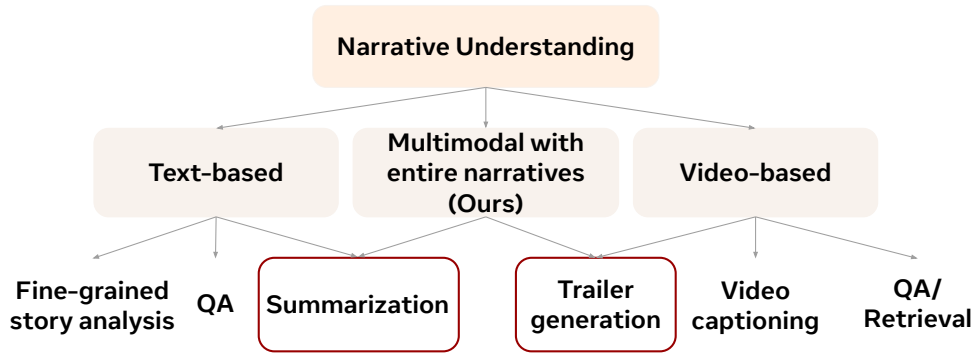 Narrative Understanding
Text-based
Multimodal with
entire narratives
(Ours)
Video-based
Fine-grained
story analysis
QA
Summarization
Trailer
generation
Video
captioning
QA/
Retrieval